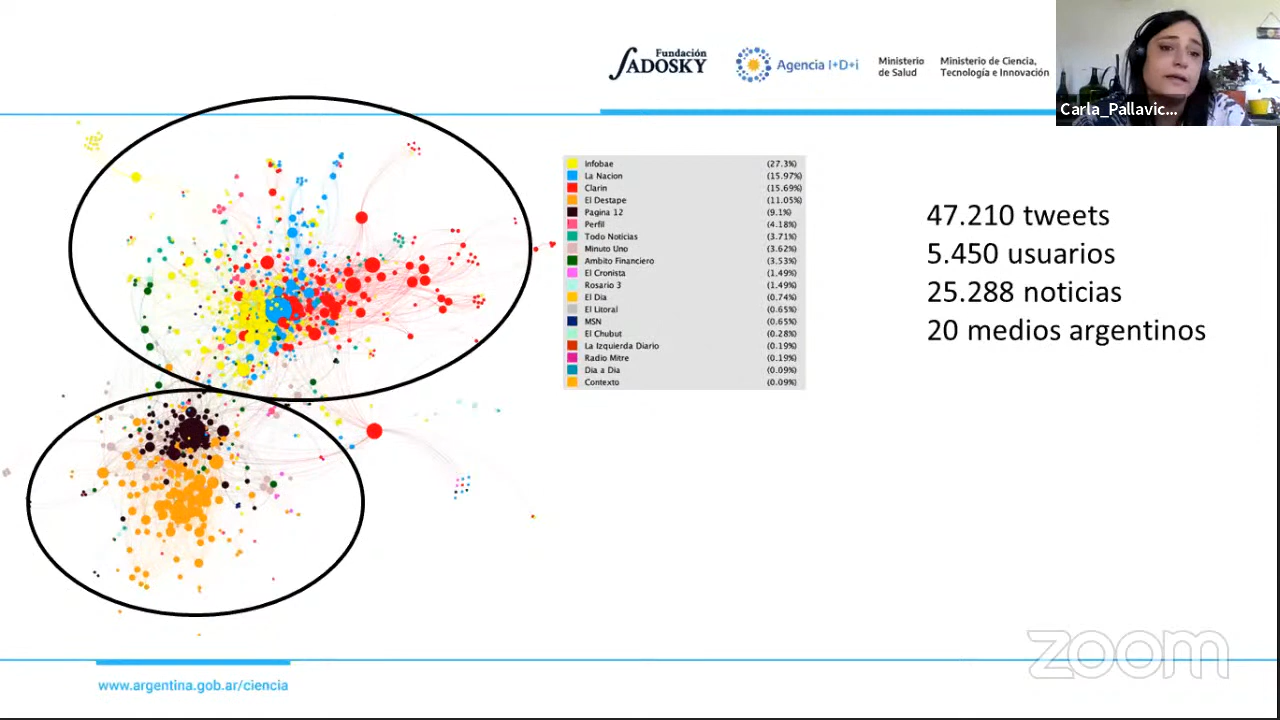 Fundación
SADOSKY
Agencia I+D+i
Ministerio
de Salud
Ministerio de Ciencia,
Tecnología e Innovación
Carla_Pallavic...
Infobae (27.3%)
La Nacion (15.97%)
Clarin (15.69%)
El Destape (11.05%)
Pagina 12 (9.1%)
Perfil (4.18%)
Todo Noticias (3.71%)
Minuto Uno (3.62%)
Ambito Financiero (3.53%)
El Cronista (1.49%)
Rosario 3 (1.49%)
El Dia (0.74%)
El Litoral (0.65%)
MSN (0.65%)
El Chubut (0.28%)
La Izquierda Diario (0.19%)
Radio Mitre (0.19%)
Dia a Dia (0.09%)
Contexto (0.09%)
47.210 tweets
5.450 usuarios
25.288 noticias
20 medios argentinos
zoom
www.argentina.gob.ar/ciencia